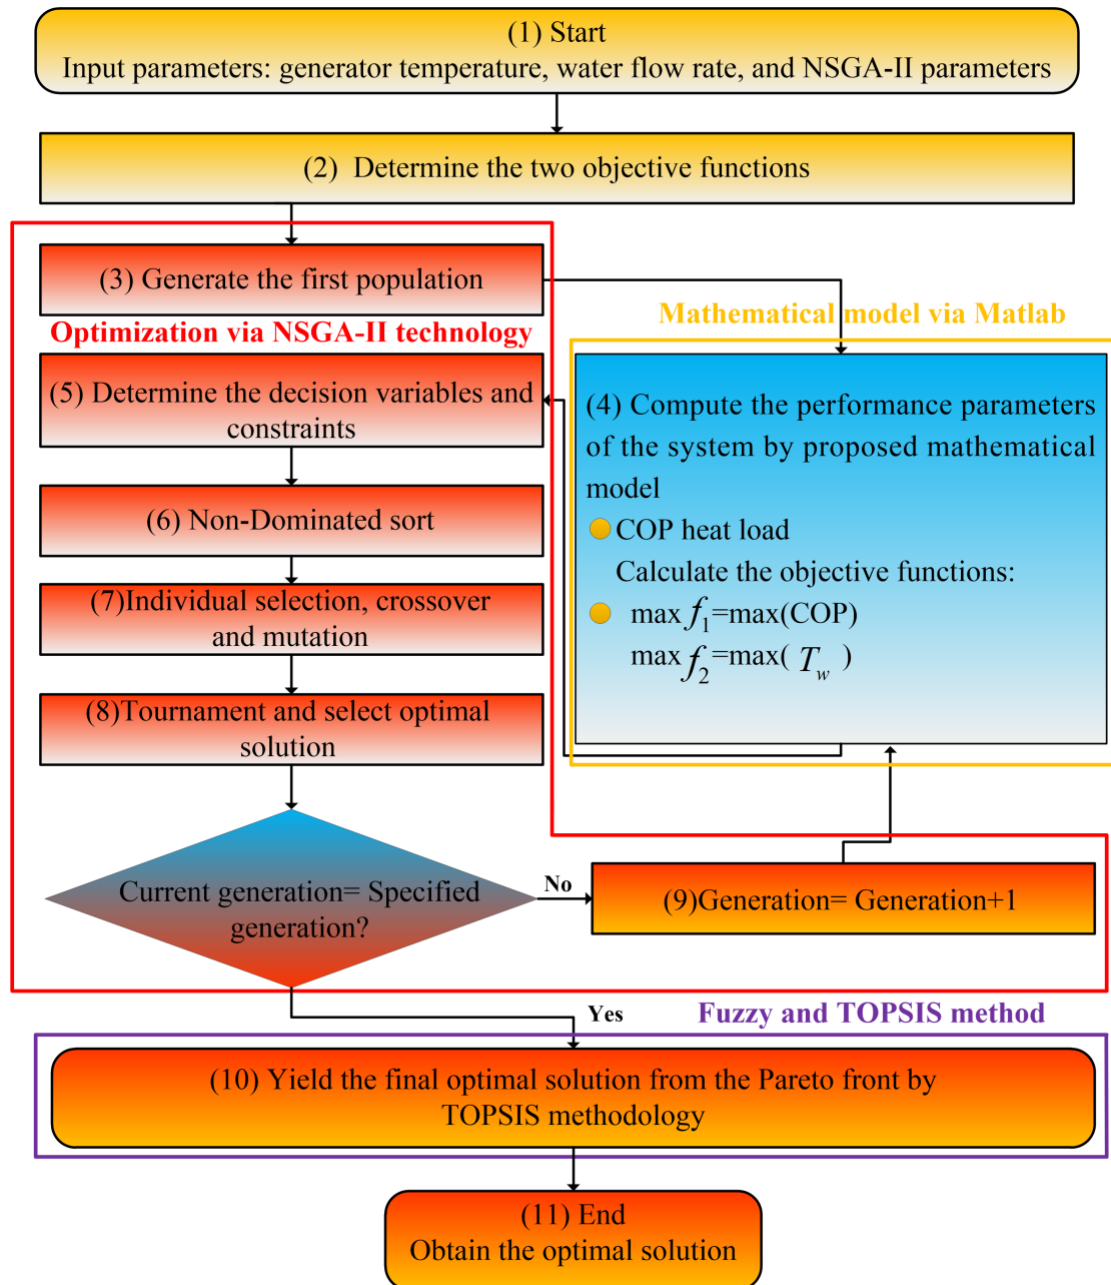 (1) Start
Input parameters: generator temperature, water flow rate, and NSGA-II parameters
(2) Determine the two objective functions
(3) Generate the first population
Optimization via NSGA-II technology
Mathematical model via Matlab
(4) Compute the performance parameters
of the system by proposed mathematical
model
COP heat load
Calculate the objective functions:
max f₁=max(COP)
max f₂=max( T_w )
(5) Determine the decision variables and
constraints
(6) Non-Dominated sort
(7)Individual selection, crossover
and mutation
(8)Tournament and select optimal
solution
Current generation= Specified
generation?
No
(9)Generation= Generation+1
Yes
Fuzzy and TOPSIS method
(10) Yield the final optimal solution from the Pareto front by
TOPSIS methodology
(11) End
Obtain the optimal solution